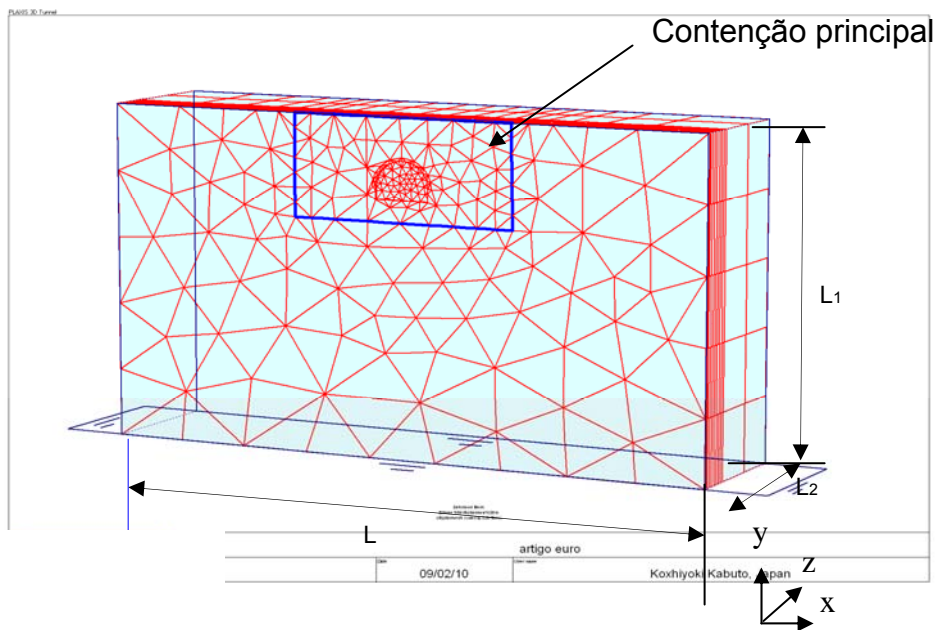 PLAXIS 3D Tunnel
Contenção principal
L1
L2
L
y
z
x
artigo euro
09/02/10
Koxhiyoki Kabuto, Japan